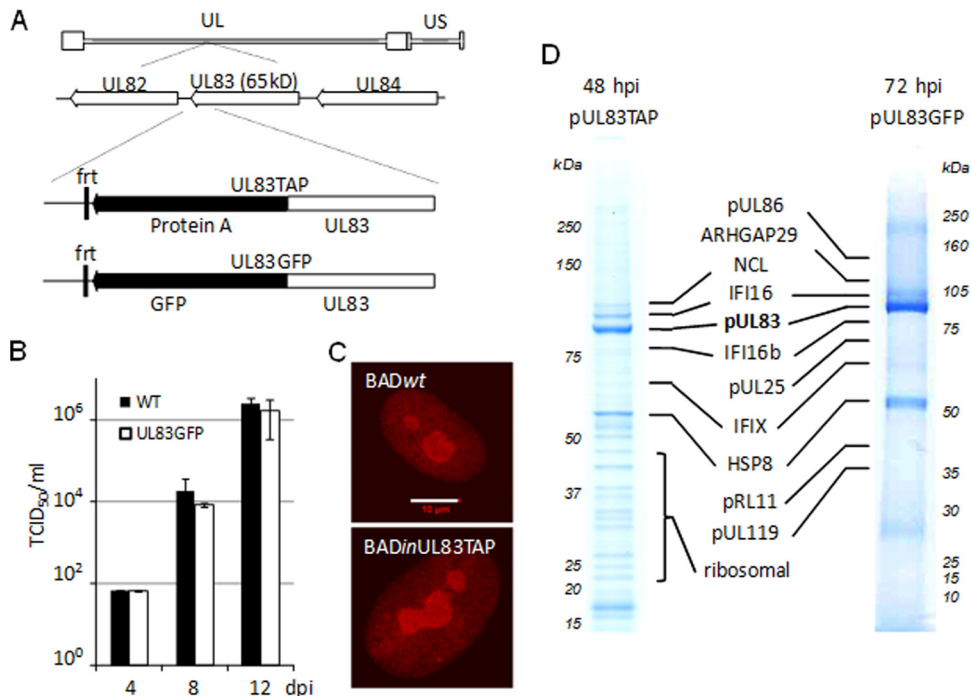 A
UL
US
UL82
UL83 (65kD)
UL84
frt
UL83TAP
Protein A
UL83
frt
UL83GFP
GFP
UL83
B
WT
UL83GFP
TCID50/ml
10^6
10^4
10^2
10^0
4 8 12 dpi
C
BADwt
10 µm
BADinUL83TAP
D
48 hpi
pUL83TAP
72 hpi
pUL83GFP
kDa
250
150
75
50
37
25
20
15
pUL86
ARHGAP29
NCL
IFI16
pUL83
IFI16b
pUL25
IFIX
HSP8
pRL11
pUL119
ribosomal
kDa
250
160
105
75
50
35
30
25
15
10